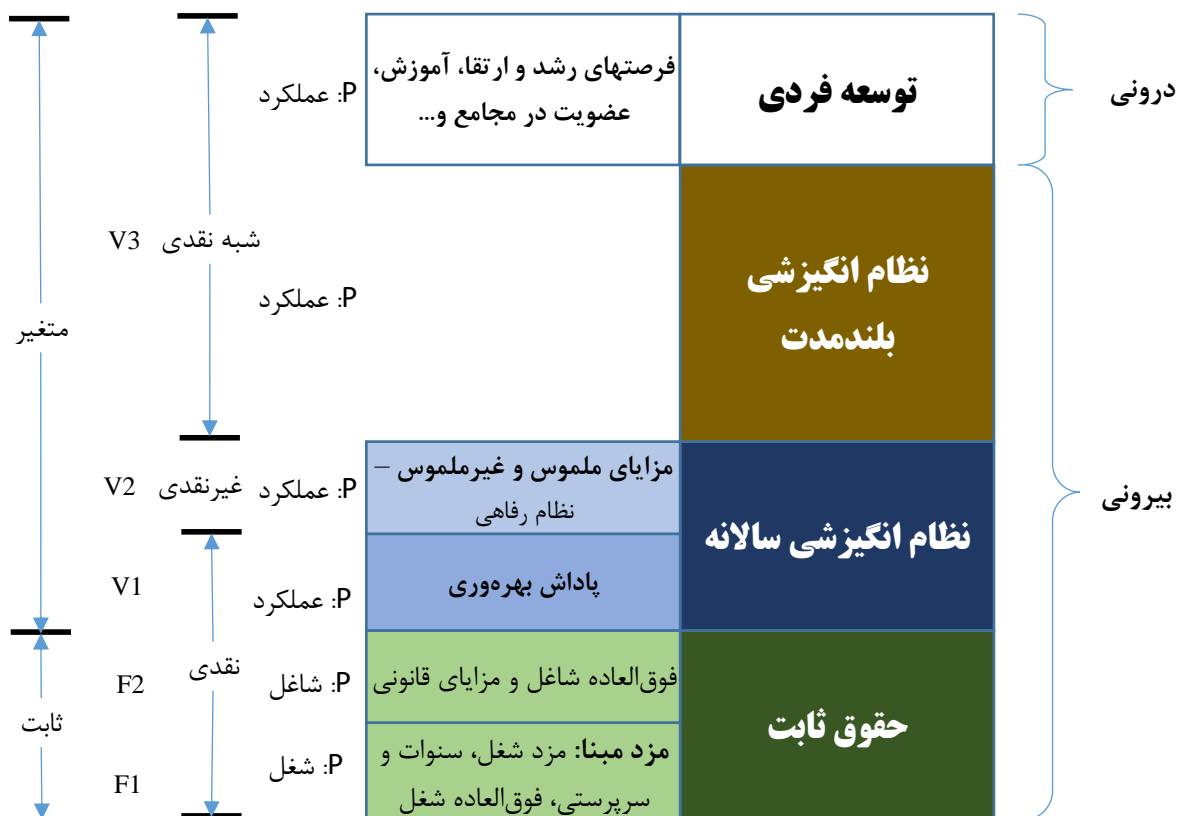 درونی
توسعه فردی
فرصتهای رشد و ارتقا، آموزش،
عضویت در مجامع و...
P: عملکرد
بیرونی
نظام انگیزشی
بلندمدت
P: عملکرد
شبه نقدی
V3
متغیر
نظام انگیزشی سالانه
مزایای ملموس و غیرملموس –
نظام رفاهی
P: عملکرد
غیرنقدی
V2
پاداش بهره‌وری
P: عملکرد
V1
حقوق ثابت
فوق‌العاده شاغل و مزایای قانونی
P: شاغل
نقدی
F2
ثابت
مزد مبنا: مزد شغل، سنوات و
سرپرستی، فوق‌العاده شغل
P: شغل
F1